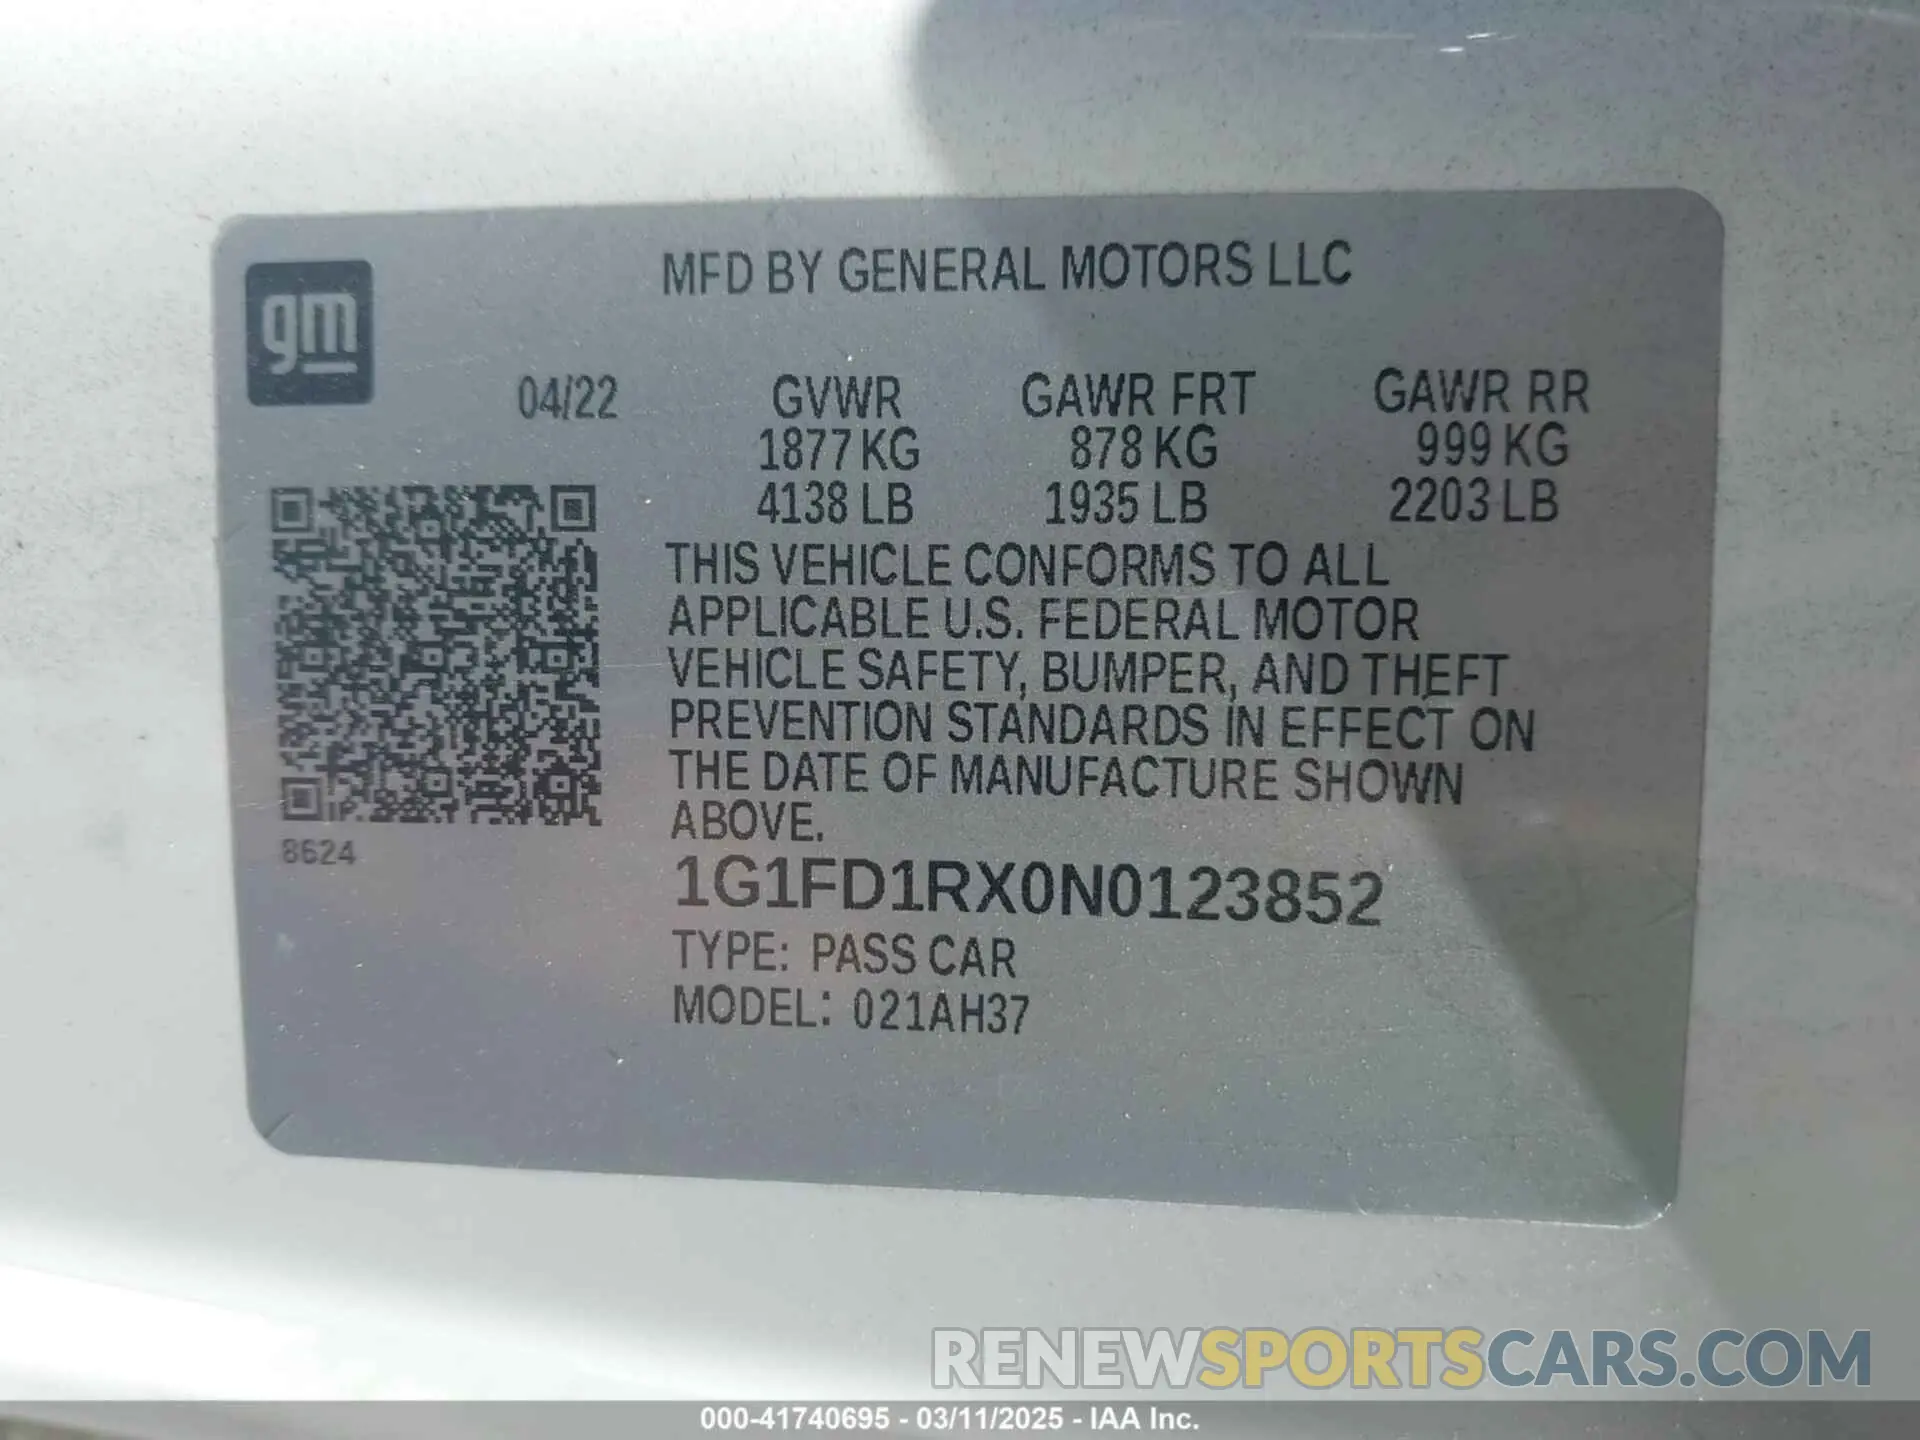 MFD BY GENERAL MOTORS LLC
gm
04/22 GVWR GAWR FRT GAWR RR
1877 KG 878 KG 999 KG
4138 LB 1935 LB 2203 LB
THIS VEHICLE CONFORMS TO ALL
APPLICABLE U.S. FEDERAL MOTOR
VEHICLE SAFETY, BUMPER, AND THEFT
PREVENTION STANDARDS IN EFFECT ON
THE DATE OF MANUFACTURE SHOWN
ABOVE.
8624
1G1FD1RX0N0123852
TYPE: PASS CAR
MODEL: 021AH37
RENEWSPORTSCARS.COM
000-41740695 - 03/11/2025 - IAA Inc.